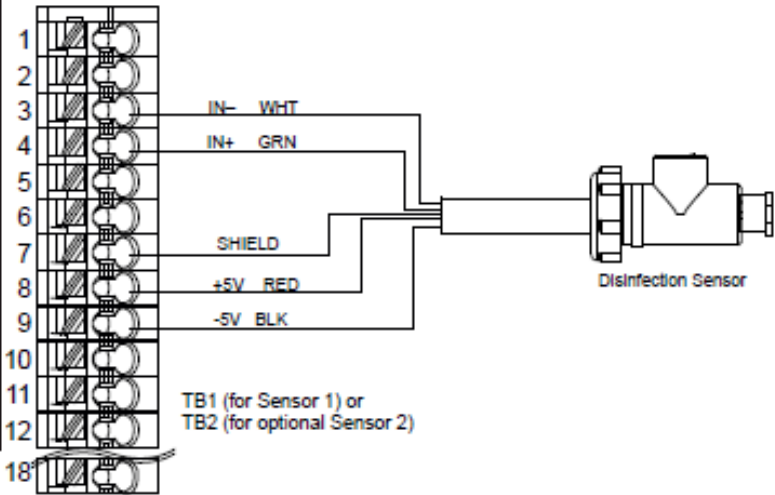 1
2
3 IN– WHT
4 IN+ GRN
5
6
7 SHIELD
8 +5V RED
9 -5V BLK
10
11
12
18
Disinfection Sensor
TB1 (for Sensor 1) or
TB2 (for optional Sensor 2)